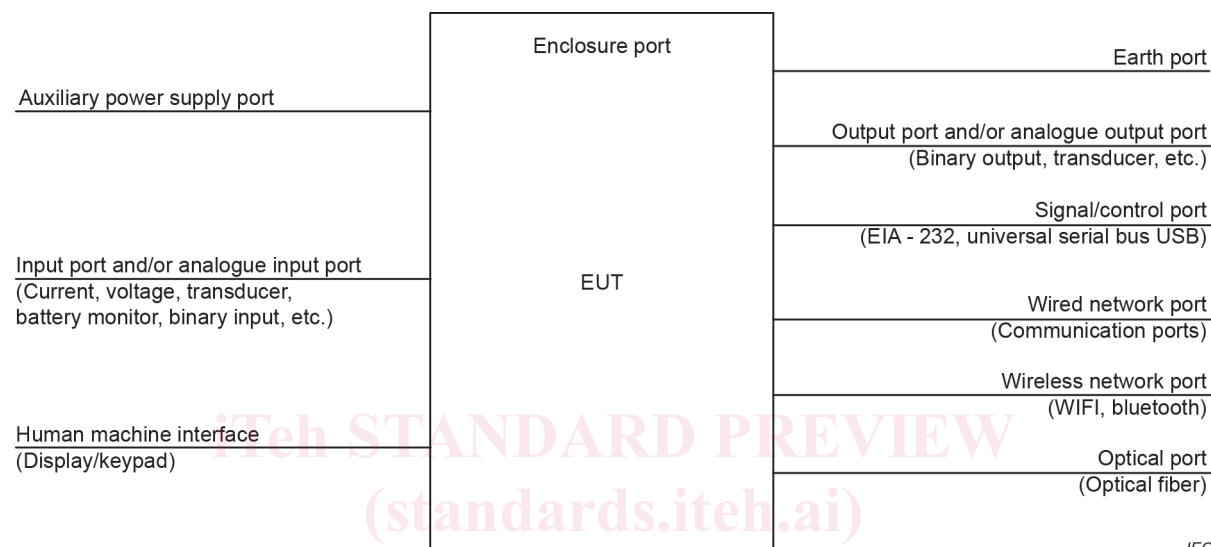 Enclosure port
Auxiliary power supply port
Input port and/or analogue input port
(Current, voltage, transducer,
battery monitor, binary input, etc.)
Human machine interface
(Display/keypad)
EUT
Earth port
Output port and/or analogue output port
(Binary output, transducer, etc.)
Signal/control port
(EIA - 232, universal serial bus USB)
Wired network port
(Communication ports)
Wireless network port
(WIFI, bluetooth)
Optical port
(Optical fiber)
iTeh STANDARD PREVIEW
(standards.iteh.ai)